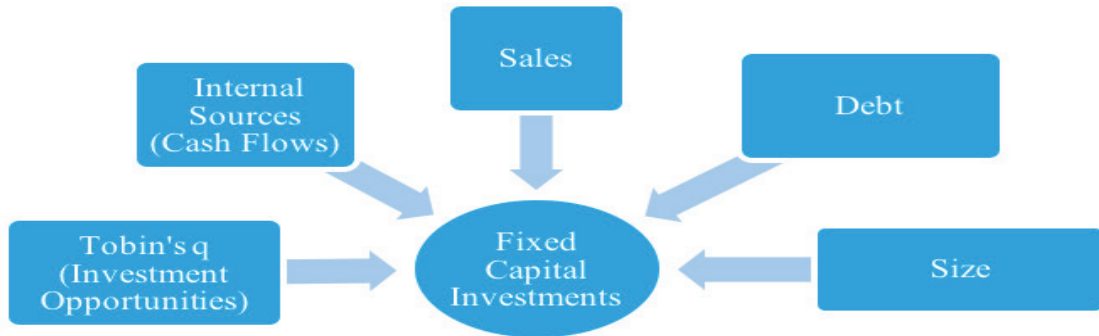 Sales
Internal
Sources
(Cash Flows)
Debt
Tobin's q
(Investment
Opportunities)
Fixed
Capital
Investments
Size